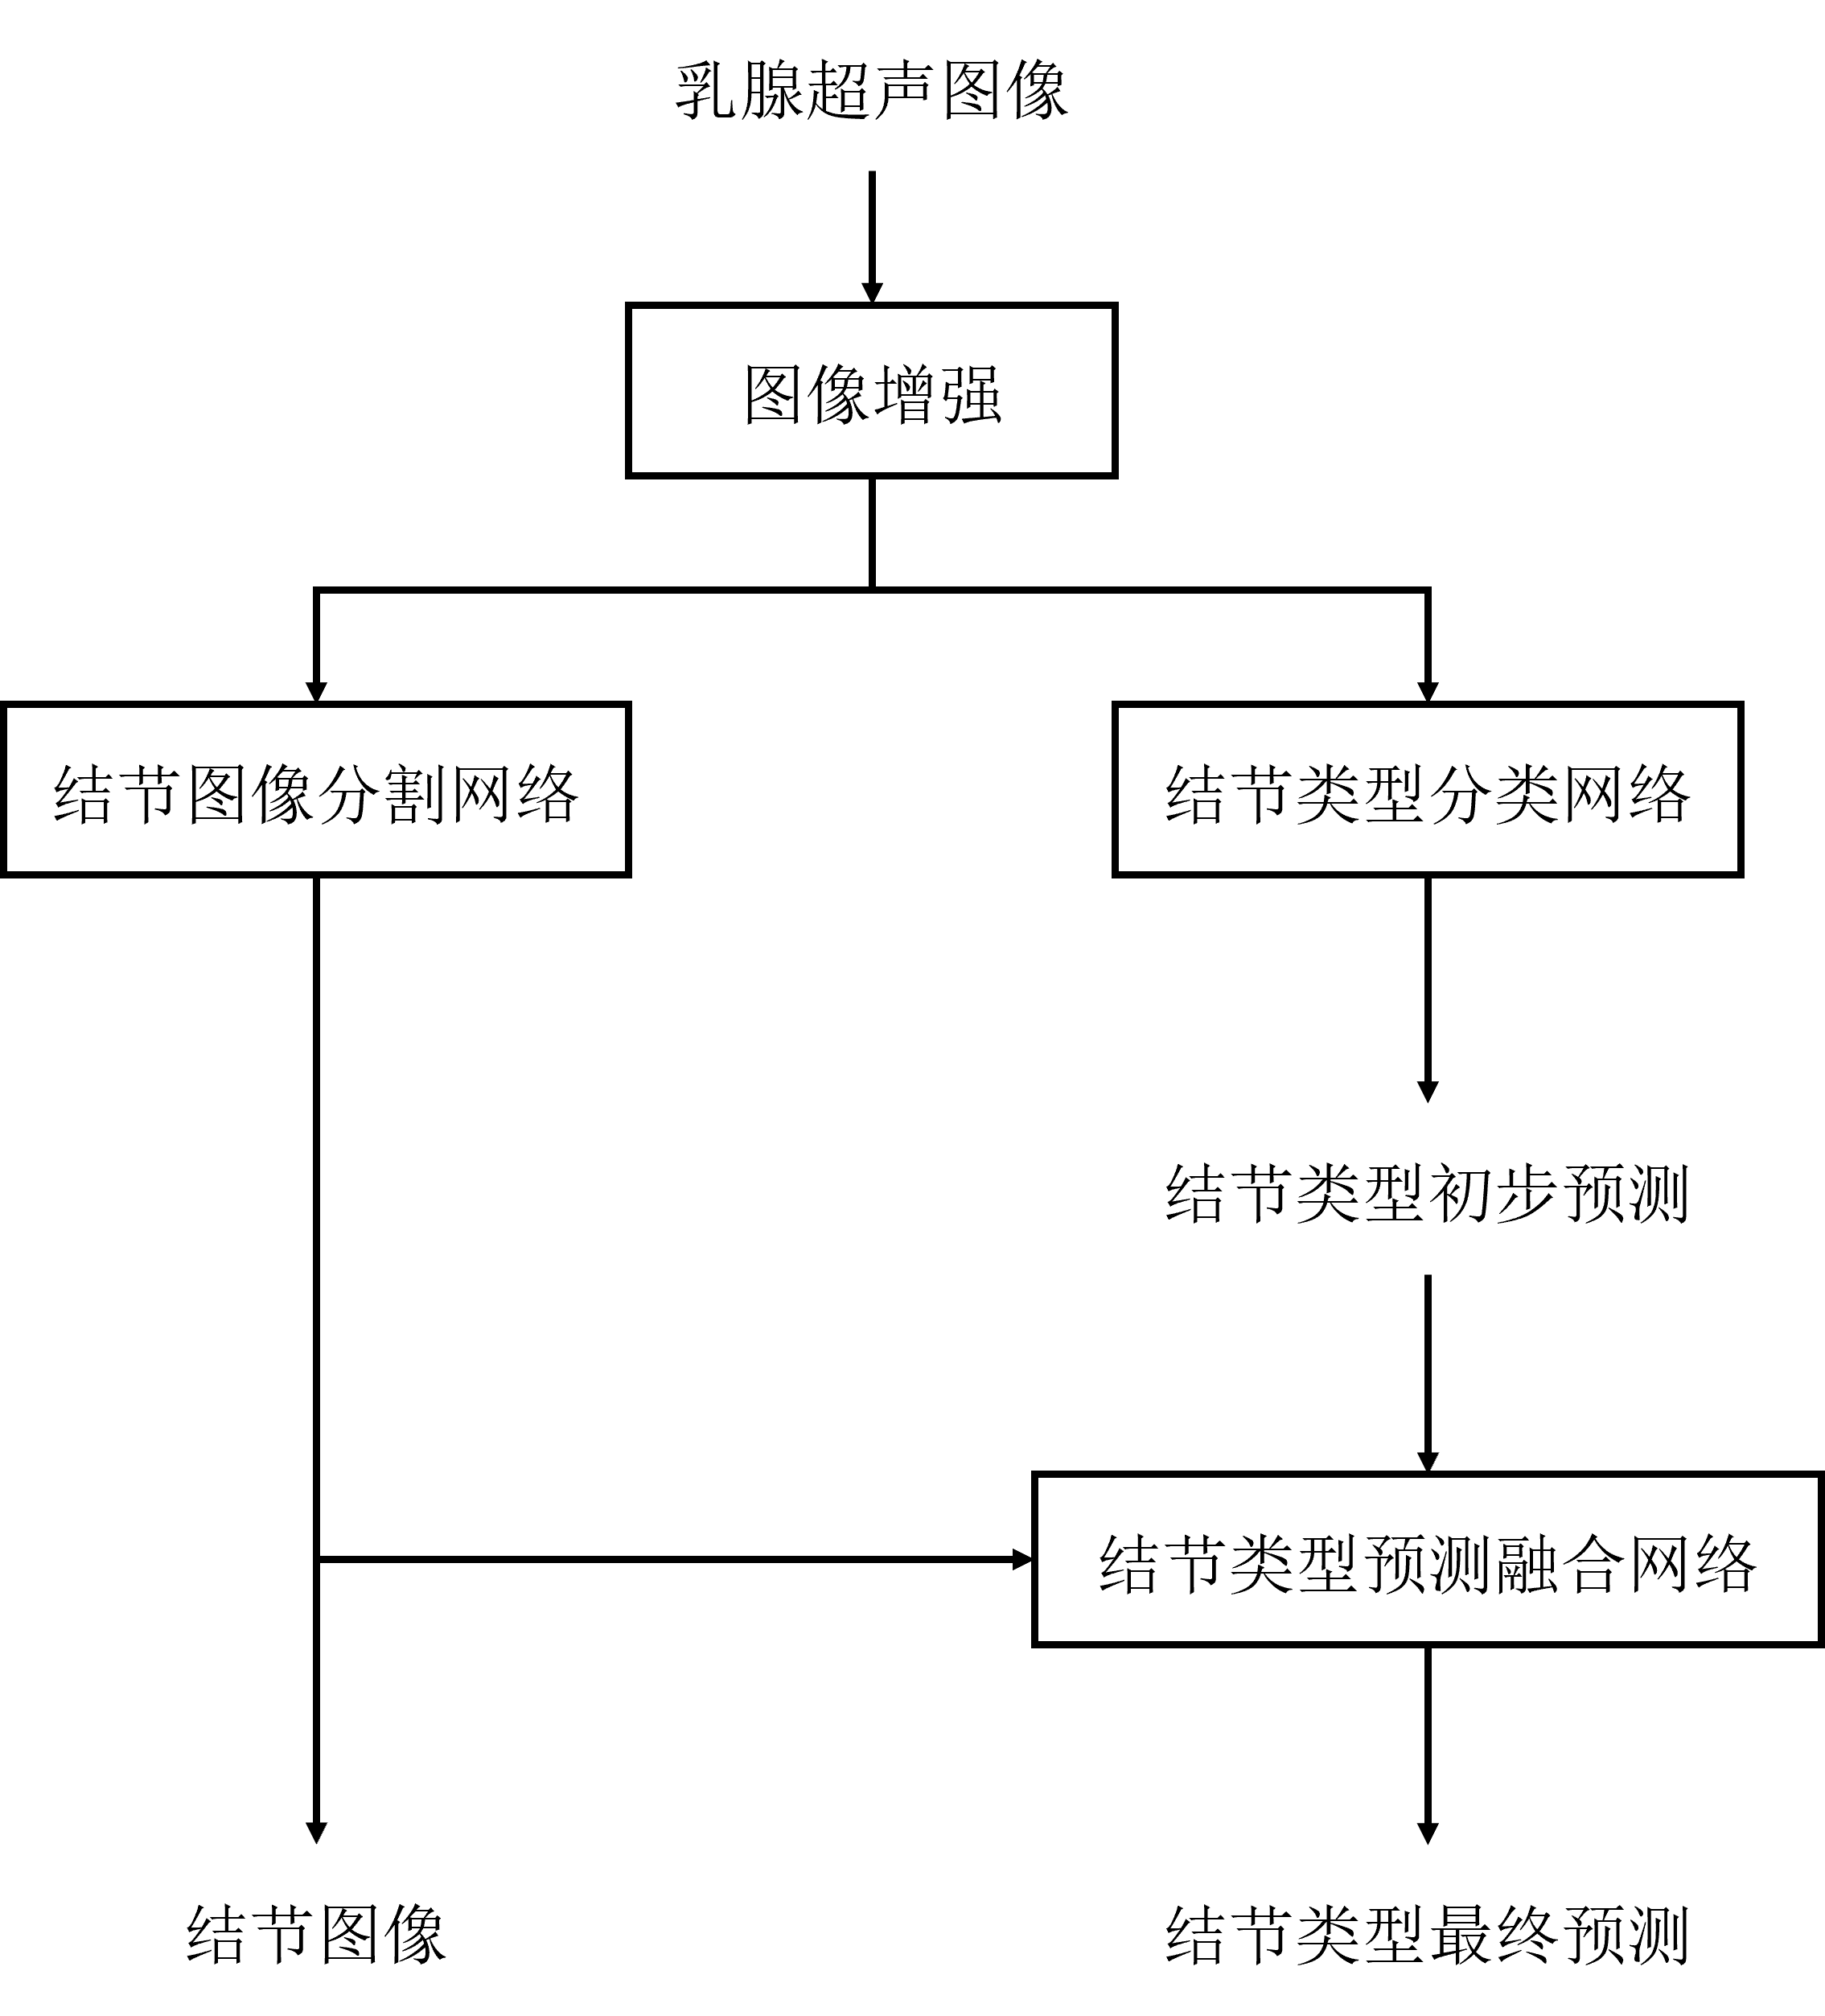 乳腺超声图像
图像增强
结节图像分割网络
结节类型分类网络
结节类型初步预测
结节类型预测融合网络
结节图像
结节类型最终预测